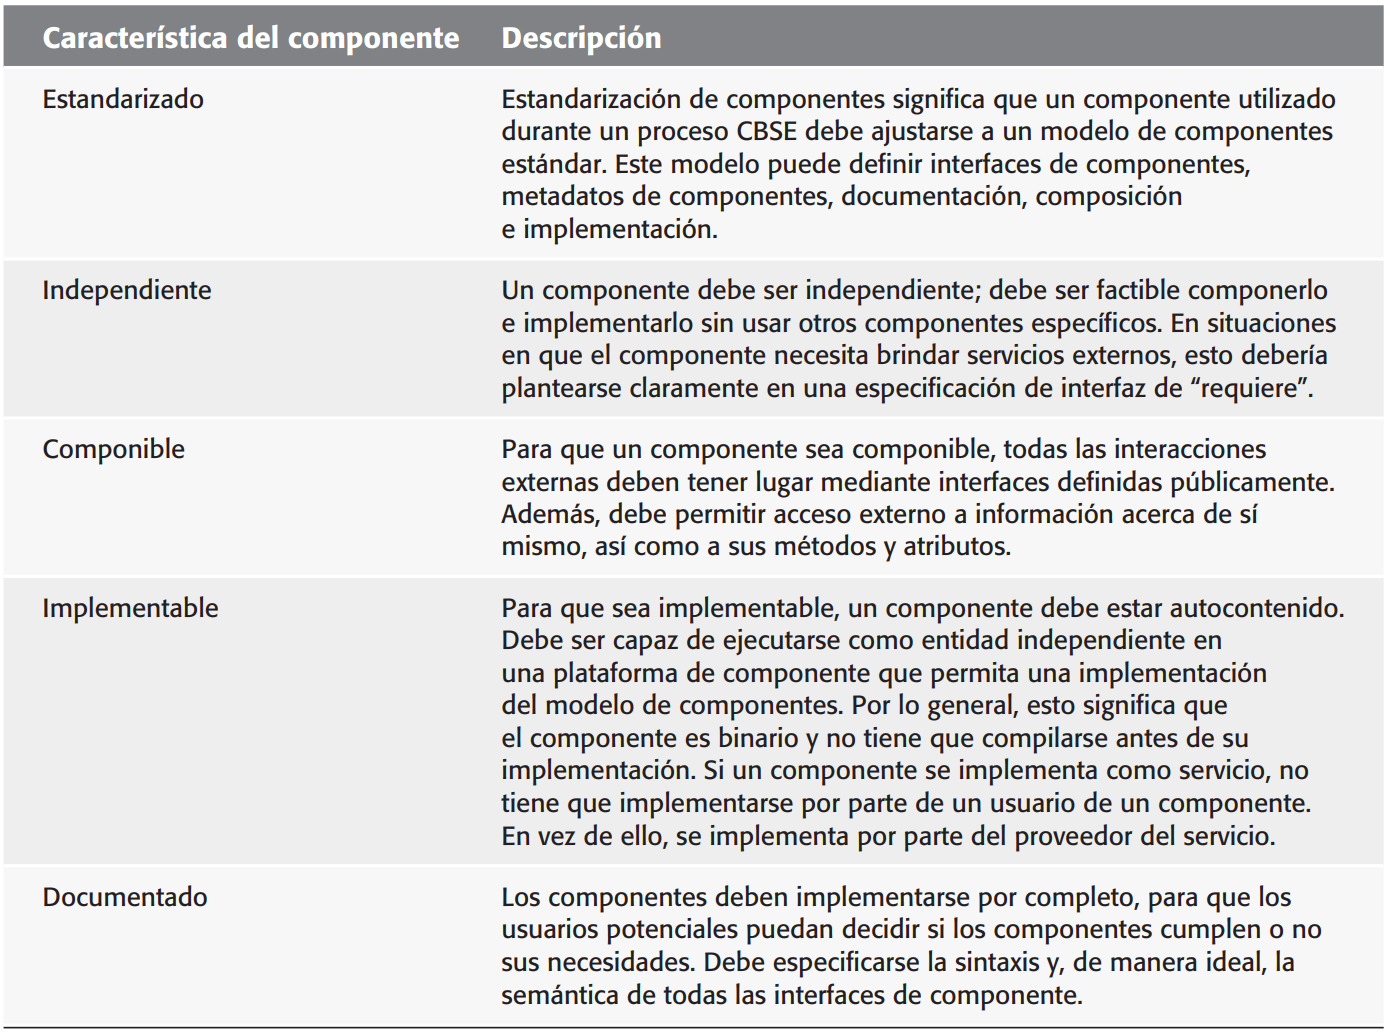 Característica del componente Descripción
Estandarizado Estandarización de componentes significa que un componente utilizado
durante un proceso CBSE debe ajustarse a un modelo de componentes
estándar. Este modelo puede definir interfaces de componentes,
metadatos de componentes, documentación, composición
e implementación.
Independiente Un componente debe ser independiente; debe ser factible componerlo
e implementarlo sin usar otros componentes específicos. En situaciones
en que el componente necesita brindar servicios externos, esto debería
plantearse claramente en una especificación de interfaz de “requiere”.
Componible Para que un componente sea componible, todas las interacciones
externas deben tener lugar mediante interfaces definidas públicamente.
Además, debe permitir acceso externo a información acerca de sí
mismo, así como a sus métodos y atributos.
Implementable Para que sea implementable, un componente debe estar autocontenido.
Debe ser capaz de ejecutarse como entidad independiente en
una plataforma de componente que permita una implementación
del modelo de componentes. Por lo general, esto significa que
el componente es binario y no tiene que compilarse antes de su
implementación. Si un componente se implementa como servicio, no
tiene que implementarse por parte de un usuario de un componente.
En vez de ello, se implementa por parte del proveedor del servicio.
Documentado Los componentes deben implementarse por completo, para que los
usuarios potenciales puedan decidir si los componentes cumplen o no
sus necesidades. Debe especificarse la sintaxis y, de manera ideal, la
semántica de todas las interfaces de componente.